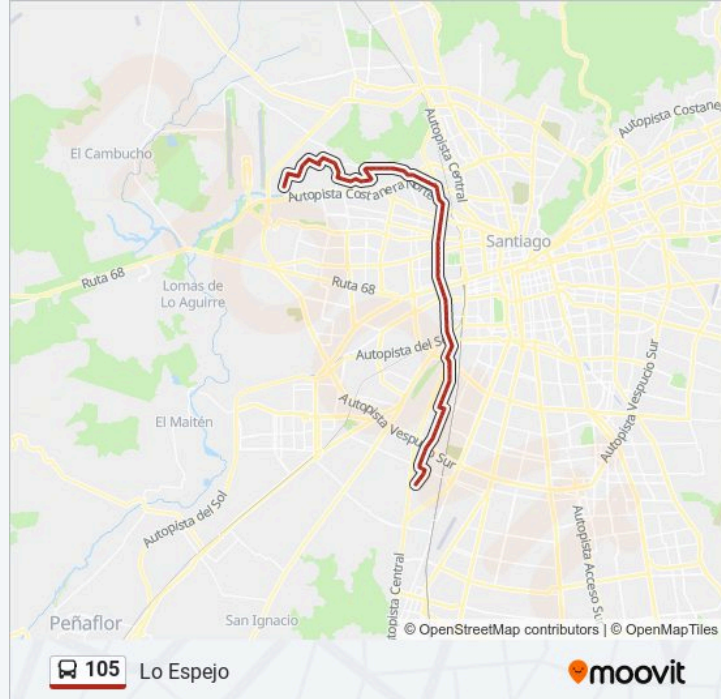 Autopista Costanera
Autopista Central
El Cambucho
Autopista Costanera Norte
Santiago
Ruta 68
Lomas de
Lo Aguirre
Ruta 68
Autopista del Sol
El Maitén
Autopista Vespucio Sur
Autopista Vespucio Sur
Autopista del Sol
Autopista Acceso Su
utopista Central
Peñaflor
San Ignacio
© OpenStreetMap contributors | © OpenMapTiles
105 Lo Espejo
moovit